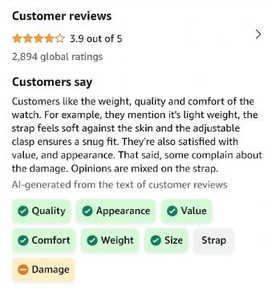 Customer reviews
3.9 out of 5
2,894 global ratings
Customers say
Customers like the weight, quality and comfort of the
watch. For example, they mention it's light weight, the
strap feels soft against the skin and the adjustable
clasp ensures a snug fit. They're also satisfied with
value, and appearance. That said, some complain about
the damage. Opinions are mixed on the strap.
AI-generated from the text of customer reviews
Quality Appearance Value
Comfort Weight Size Strap
Damage